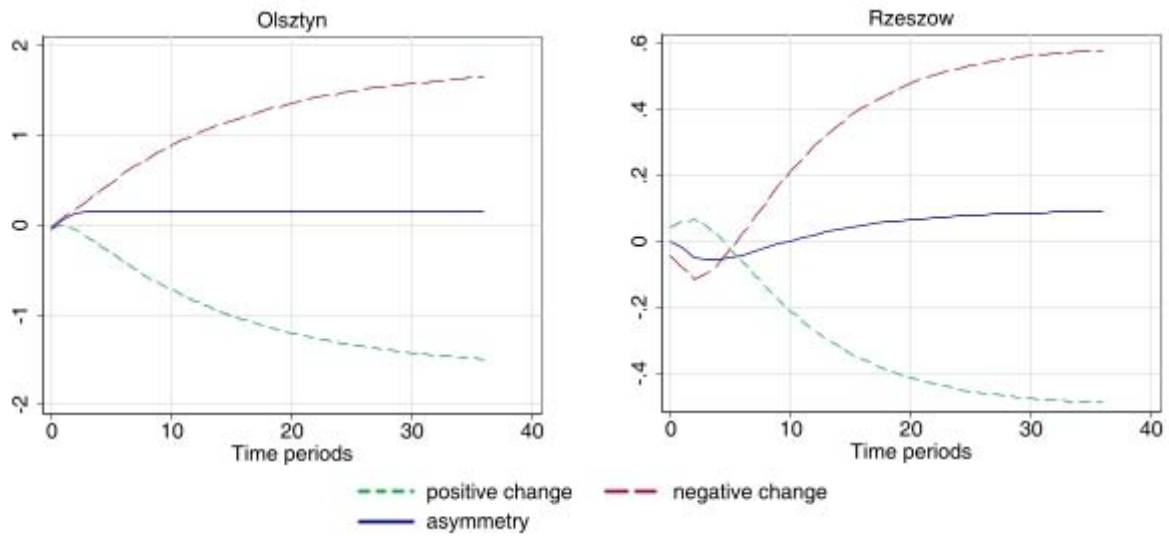 Olsztyn
2
1
0
-1
-2
0 10 20 30 40
Time periods
Rzeszow
.6
.4
.2
0
-.2
-.4
0 10 20 30 40
Time periods
positive change negative change
asymmetry